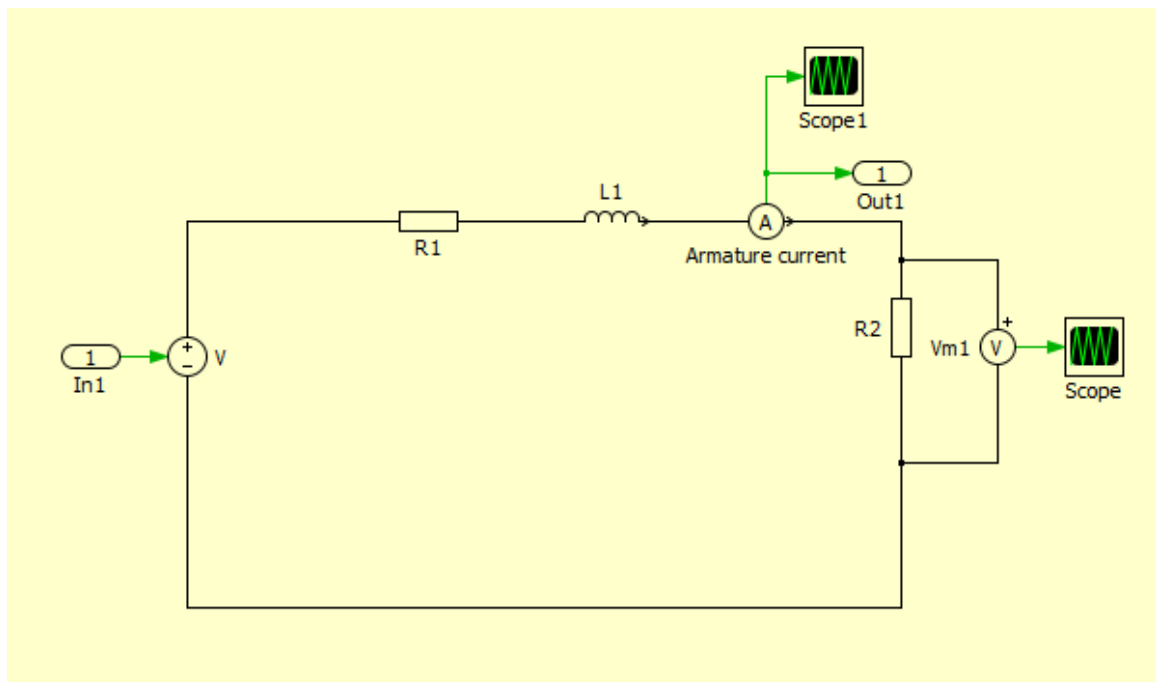 Scope1
1
Out1
L1
A
R1
Armature current
R2
+
Vm1
V
Scope
1
In1
+
−
V